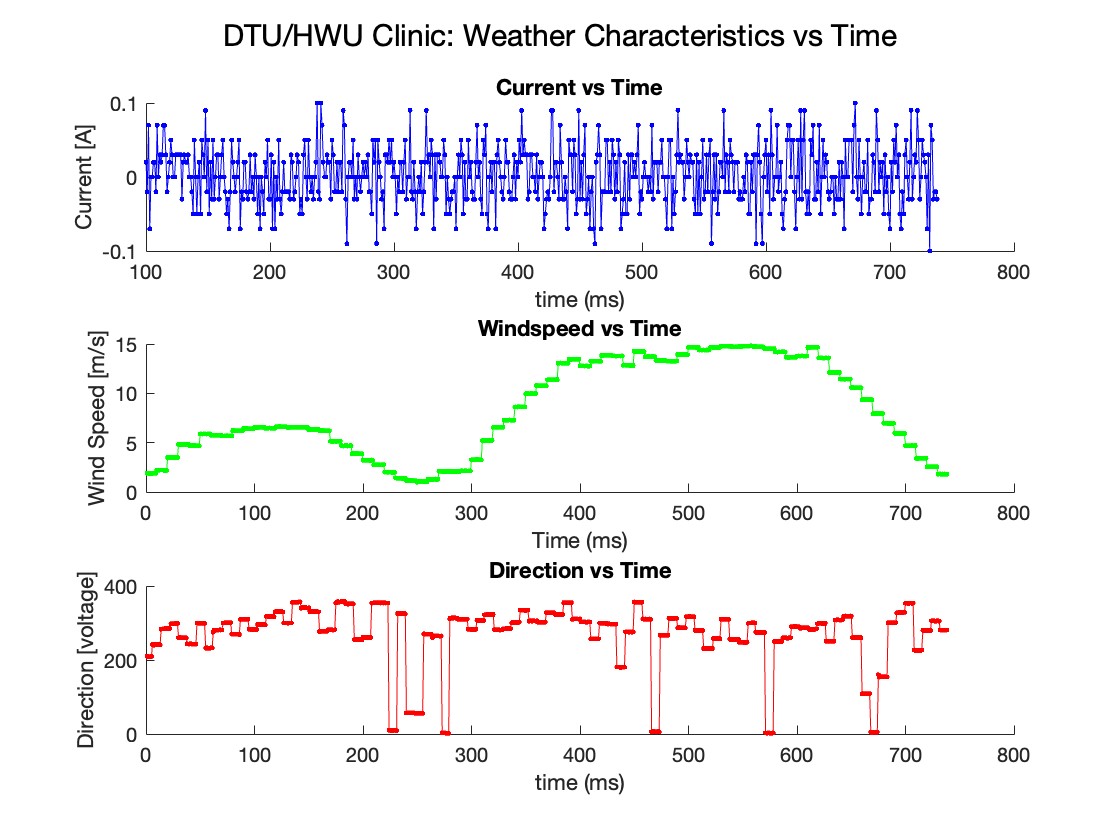 DTU/HWU Clinic: Weather Characteristics vs Time
Current vs Time
Current [A]
0.1
0
-0.1
100 200 300 400 500 600 700 800
time (ms)
Windspeed vs Time
Wind Speed [m/s]
15
10
5
0
0 100 200 300 400 500 600 700 800
Time (ms)
Direction vs Time
Direction [voltage]
400
200
0
0 100 200 300 400 500 600 700 800
time (ms)